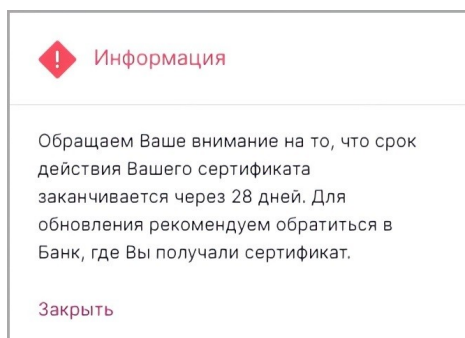 Информация
Обращаем Ваше внимание на то, что срок
действия Вашего сертификата
заканчивается через 28 дней. Для
обновления рекомендуем обратиться в
Банк, где Вы получали сертификат.
Закрыть